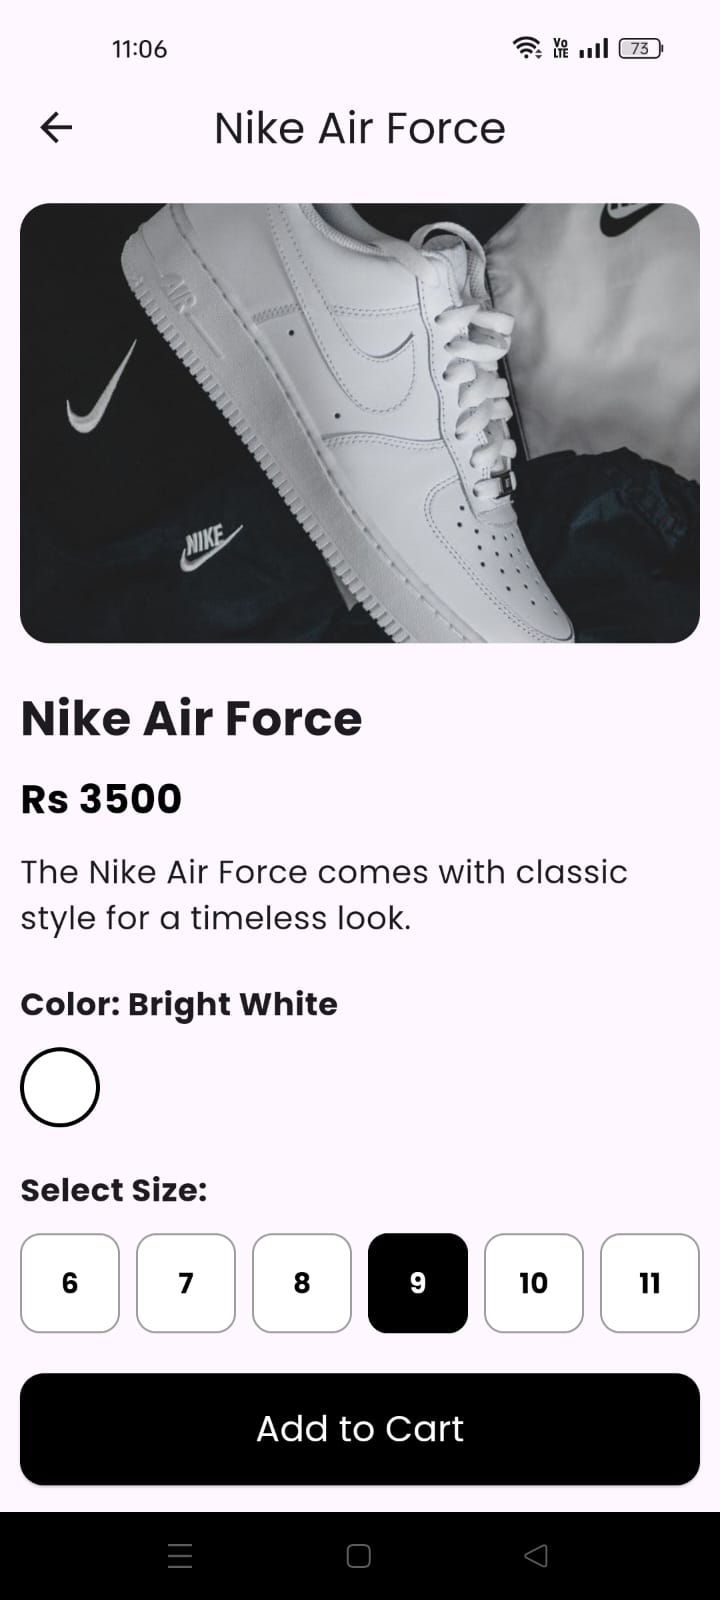 11:06
Vo
LTE
73
Nike Air Force
AIR
NIKE
Nike Air Force
Rs 3500
The Nike Air Force comes with classic
style for a timeless look.
Color: Bright White
Select Size:
6 7 8 9 10 11
Add to Cart